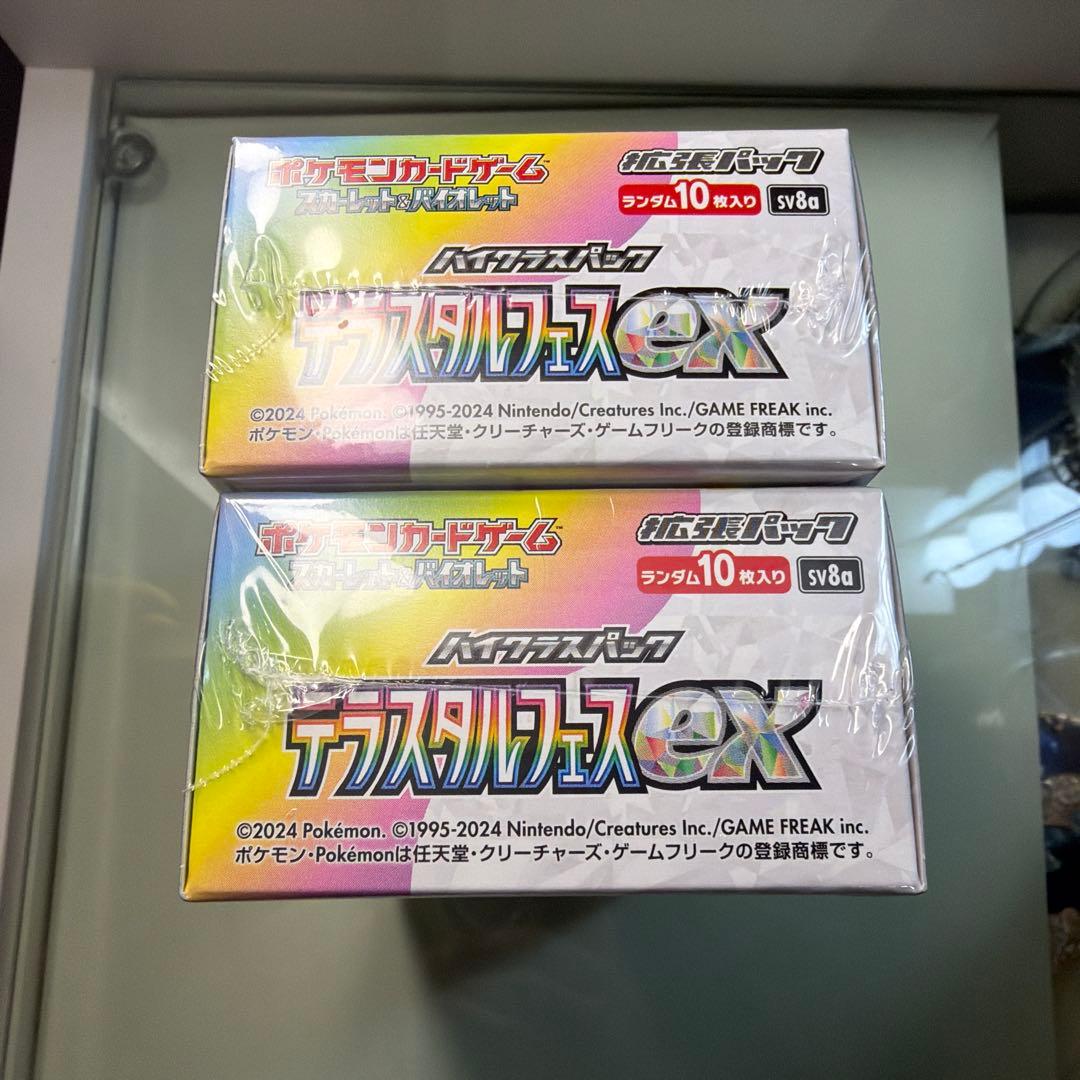 ポケモンカードゲーム™
スカーレット&バイオレット
拡張パック
ランダム10枚入り SV8a
ハイクラスパック
テラスタル・フェスex
©2024 Pokémon. ©1995-2024 Nintendo/Creatures Inc./GAME FREAK inc.
ポケモン・Pokémonは任天堂・クリーチャーズ・ゲームフリークの登録商標です。
ポケモンカードゲーム™
スカーレット&バイオレット
拡張パック
ランダム10枚入り SV8a
ハイクラスパック
テラスタル・フェスex
©2024 Pokémon. ©1995-2024 Nintendo/Creatures Inc./GAME FREAK inc.
ポケモン・Pokémonは任天堂・クリーチャーズ・ゲームフリークの登録商標です。